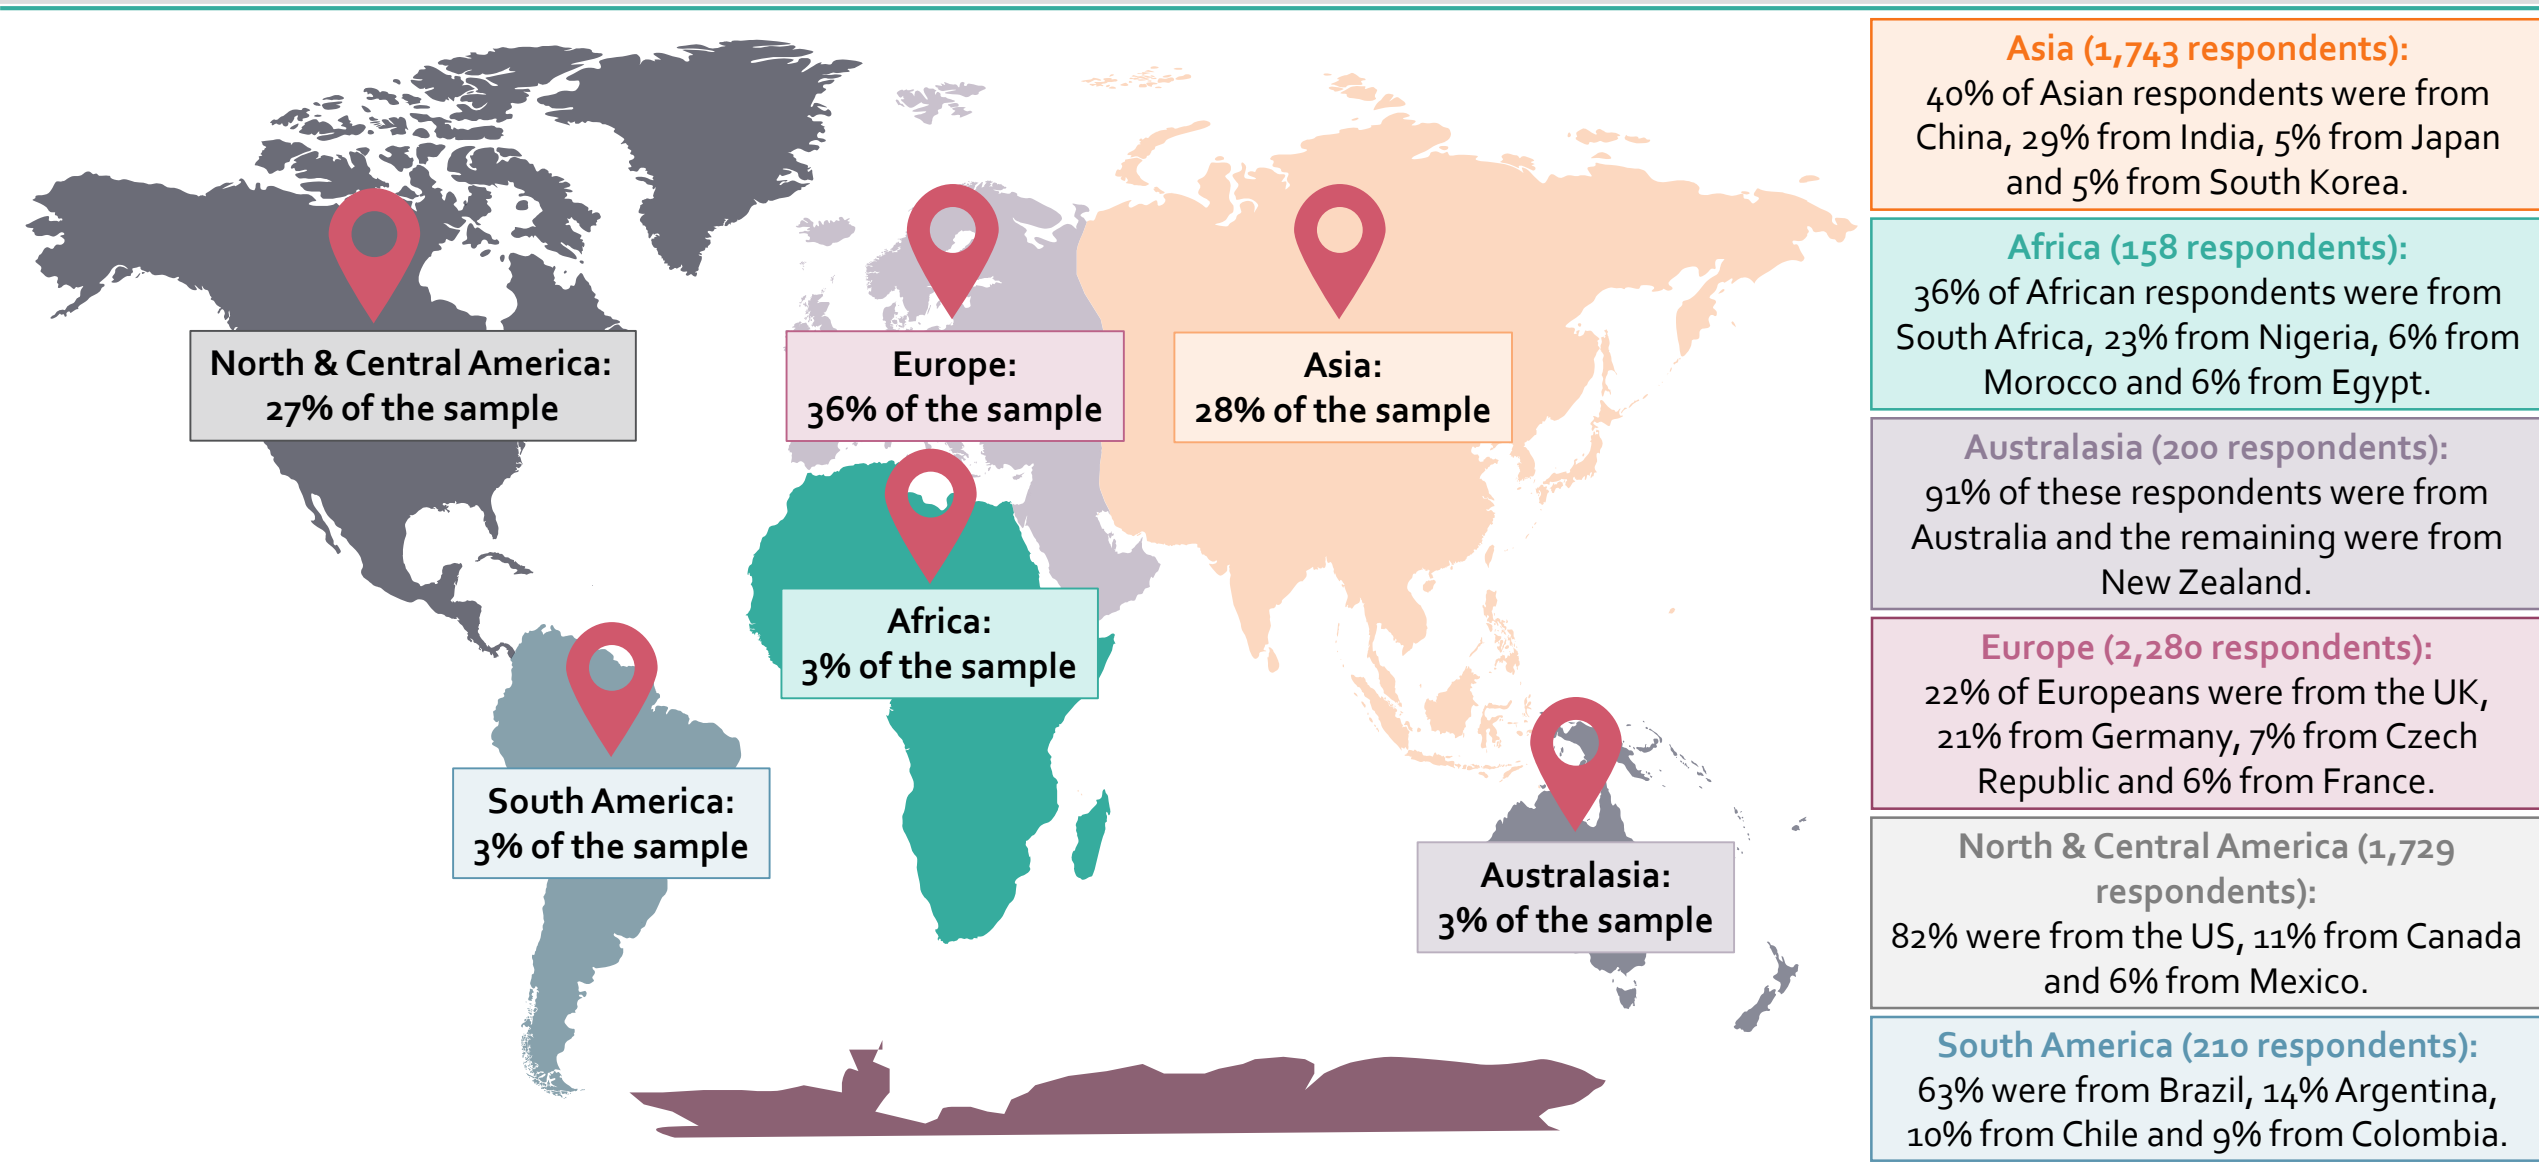 North & Central America:
27% of the sample
Europe:
36% of the sample
Asia:
28% of the sample
Africa:
3% of the sample
South America:
3% of the sample
Australasia:
3% of the sample
Asia (1,743 respondents):
40% of Asian respondents were from
China, 29% from India, 5% from Japan
and 5% from South Korea.
Africa (158 respondents):
36% of African respondents were from
South Africa, 23% from Nigeria, 6% from
Morocco and 6% from Egypt.
Australasia (200 respondents):
91% of these respondents were from
Australia and the remaining were from
New Zealand.
Europe (2,280 respondents):
22% of Europeans were from the UK,
21% from Germany, 7% from Czech
Republic and 6% from France.
North & Central America (1,729
respondents):
82% were from the US, 11% from Canada
and 6% from Mexico.
South America (210 respondents):
63% were from Brazil, 14% Argentina,
10% from Chile and 9% from Colombia.